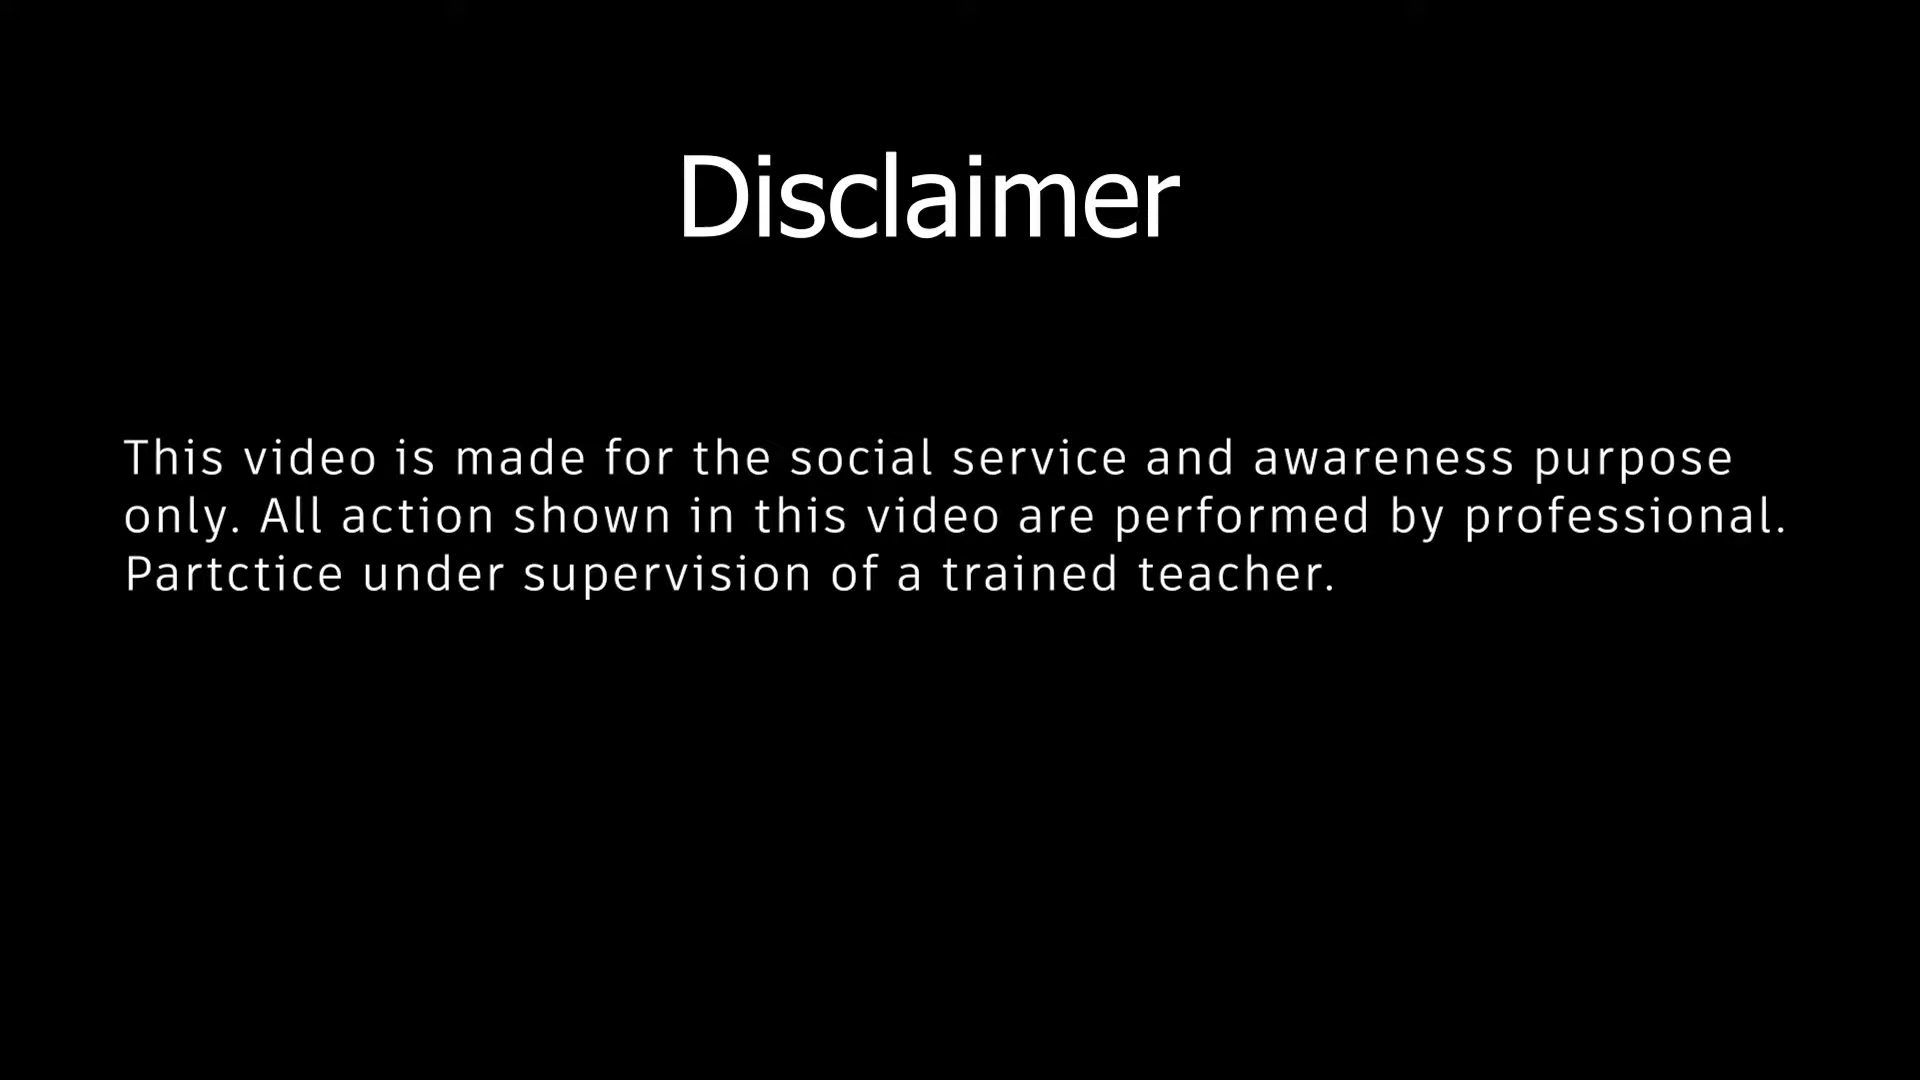 Disclaimer
This video is made for the social service and awareness purpose
only. All action shown in this video are performed by professional.
Partctice under supervision of a trained teacher.